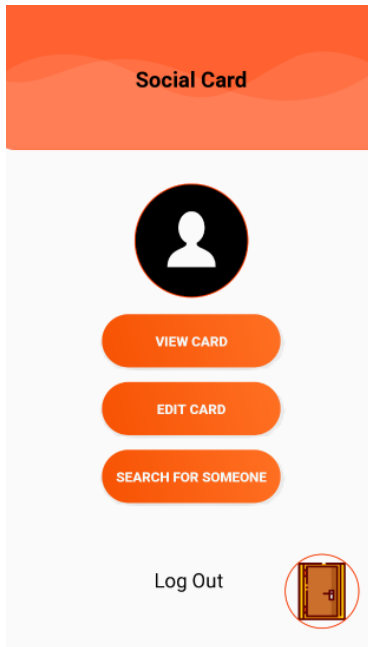 Social Card
VIEW CARD
EDIT CARD
SEARCH FOR SOMEONE
Log Out